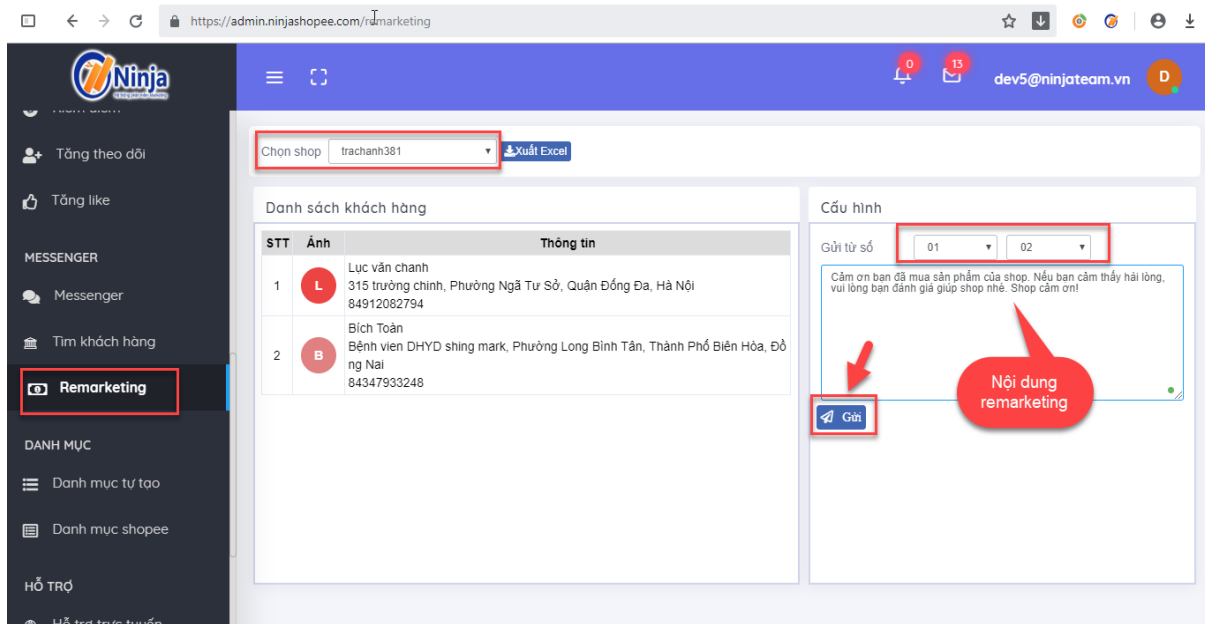 https://admin.ninjashopee.com/remarketing
Ninja
0
13
dev5@ninjateam.vn
D
Tăng theo dõi
Tăng like
MESSENGER
Messenger
Tìm khách hàng
Remarketing
DANH MỤC
Danh mục tự tạo
Danh mục shopee
HỖ TRỢ
Hỗ trợ trực tuyến
Chọn shop
trachanh381
Xuất Excel
Danh sách khách hàng
STT Ảnh Thông tin
1 L
Lục văn chanh
315 trường chinh, Phường Ngã Tư Sở, Quận Đống Đa, Hà Nội
84912082794
2 B
Bích Toàn
Bệnh vien DHYD shing mark, Phường Long Bình Tân, Thành Phố Biên Hòa, Đồ
ng Nai
84347933248
Cấu hình
Gửi từ số 01 02
Cảm ơn bạn đã mua sản phẩm của shop. Nếu bạn cảm thấy hài lòng,
vui lòng bạn đánh giá giúp shop nhé. Shop cảm ơn!
Nội dung
remarketing
Gửi